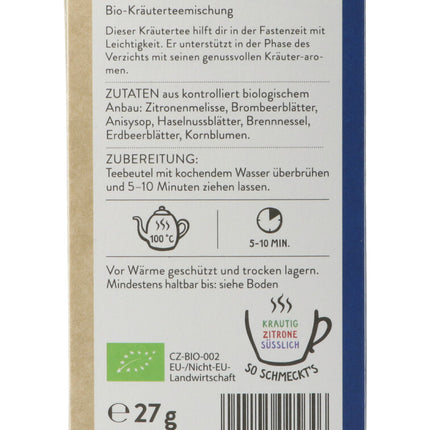 Bio-Kräuterteemischung
Dieser Kräutertee hilft dir in der Fastenzeit mit
Leichtigkeit. Er unterstützt in der Phase des
Verzichts mit seinen genussvollen Kräuter-aro-
men.
ZUTATEN aus kontrolliert biologischem
Anbau: Zitronenmelisse, Brombeerblätter,
Anisysop, Haselnussblätter, Brennnessel,
Erdbeerblätter, Kornblumen.
ZUBEREITUNG:
Teebeutel mit kochendem Wasser überbrühen
und 5–10 Minuten ziehen lassen.
100°C
5-10 MIN.
Vor Wärme geschützt und trocken lagern.
Mindestens haltbar bis: siehe Boden
KRAUTIG
ZITRONE
SÜSSLICH
SO SCHMECKT'S
CZ-BIO-002
EU-/Nicht-EU-
Landwirtschaft
℮ 27 g